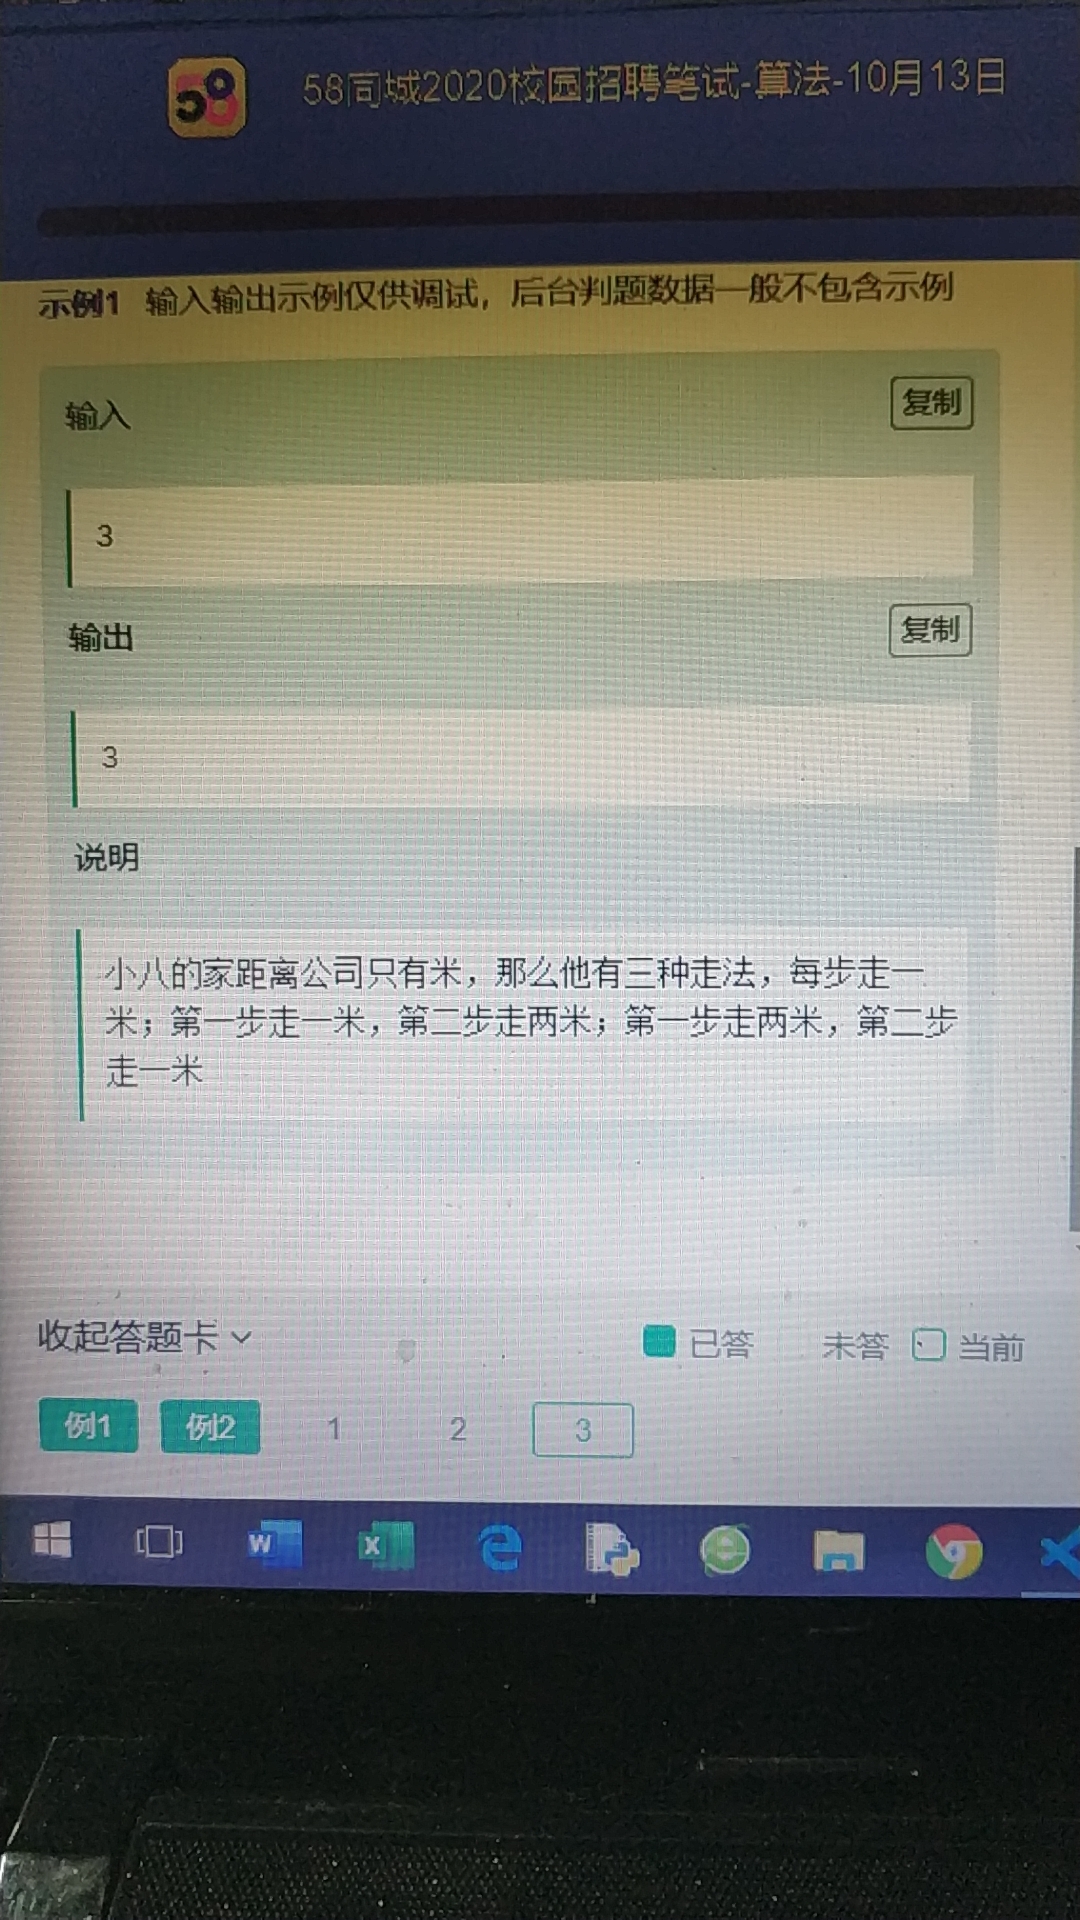 58
58同城2020校园招聘笔试-算法-10月13日
示例1 输入输出示例仅供调试，后台判题数据一般不包含示例
输入
复制
3
输出
复制
3
说明
小八的家距离公司只有米，那么他有三种走法，每步走一
米；第一步走一米，第二步走两米；第一步走两米，第二步
走一米
收起答题卡
已答 未答 当前
例1 例2 1 2 3